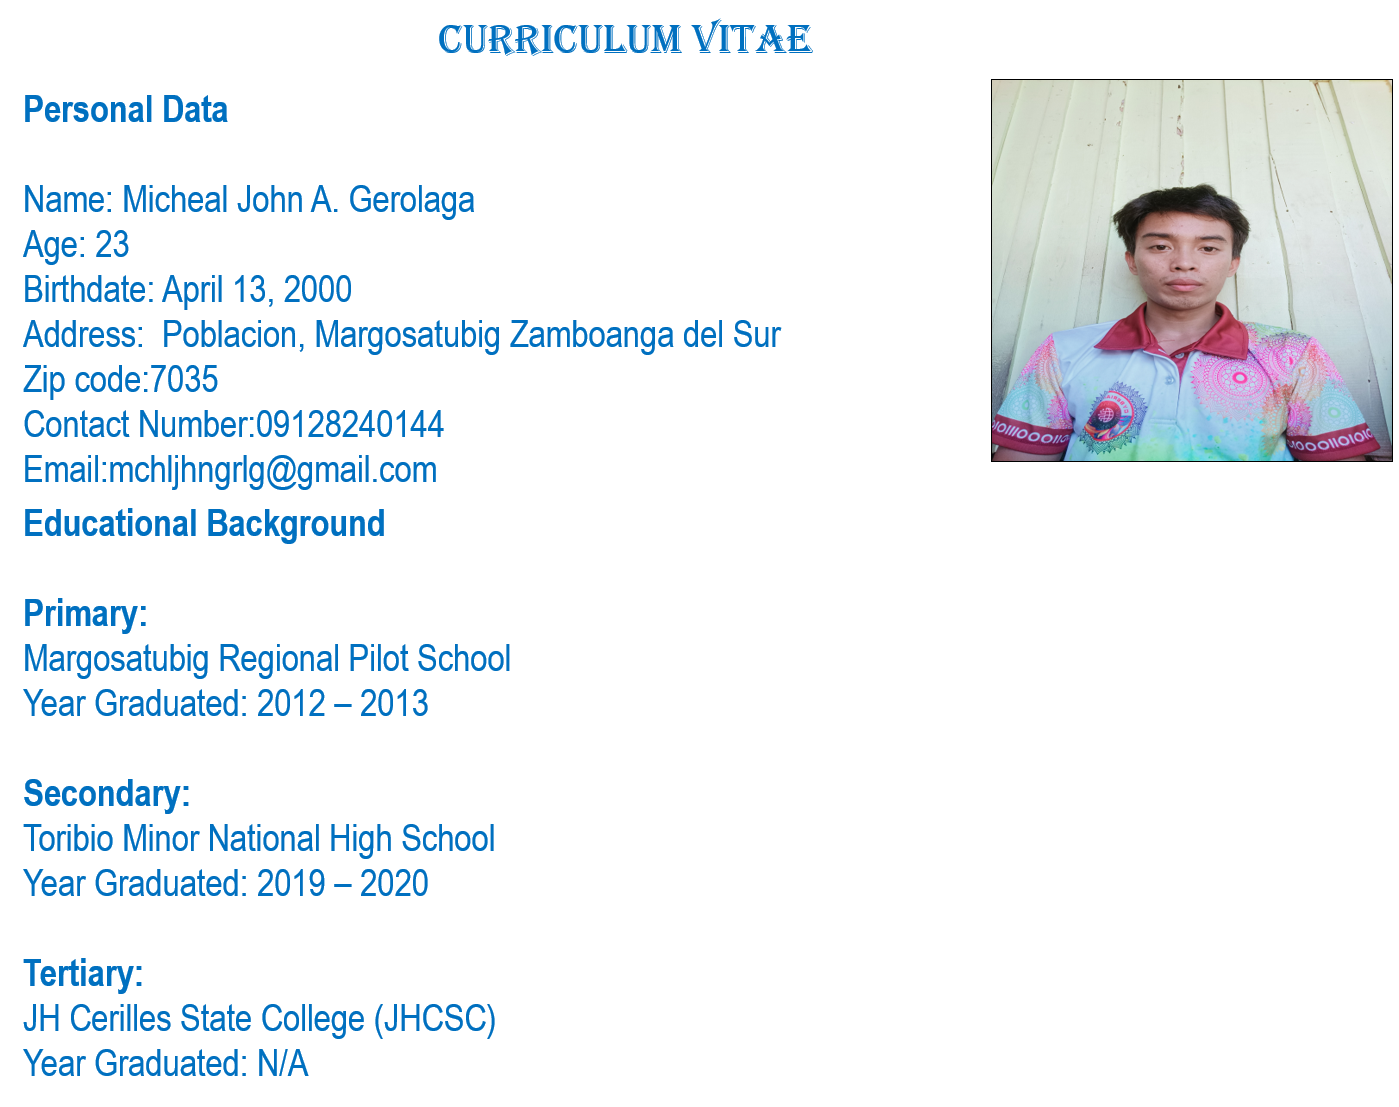 CURRICULUM VITAE
Personal Data
Name: Micheal John A. Gerolaga
Age: 23
Birthdate: April 13, 2000
Address:  Poblacion, Margosatubig Zamboanga del Sur
Zip code:7035
Contact Number:09128240144
Email:mchljhngrlg@gmail.com
Educational Background
Primary:
Margosatubig Regional Pilot School
Year Graduated: 2012 – 2013
Secondary:
Toribio Minor National High School
Year Graduated: 2019 – 2020
Tertiary:
JH Cerilles State College (JHCSC)
Year Graduated: N/A